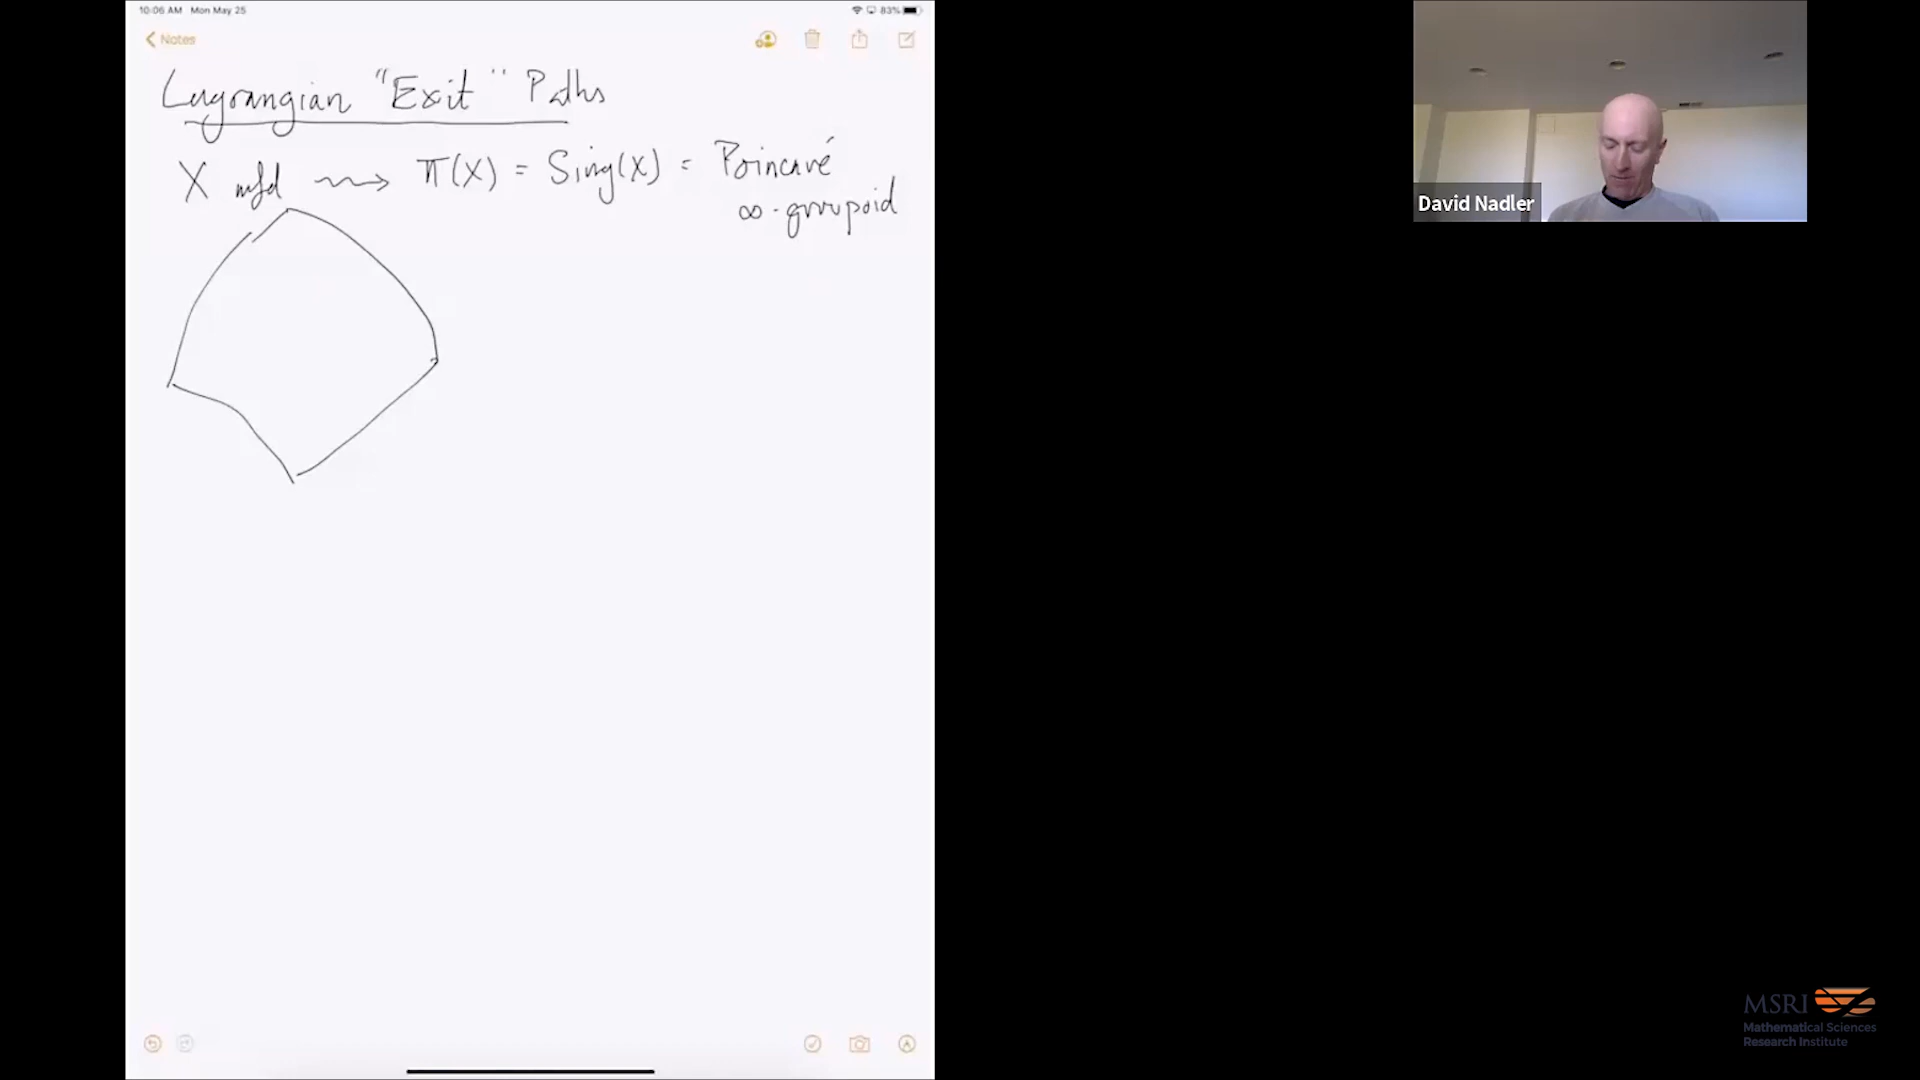 10:06 AM Mon May 25
83%
Notes
Lagrangian "Exit" Paths
X mfd ⟿ π(X) = Sing(X) = Poincaré
∞-groupoid
David Nadler
MSRI
Mathematical Sciences
Research Institute